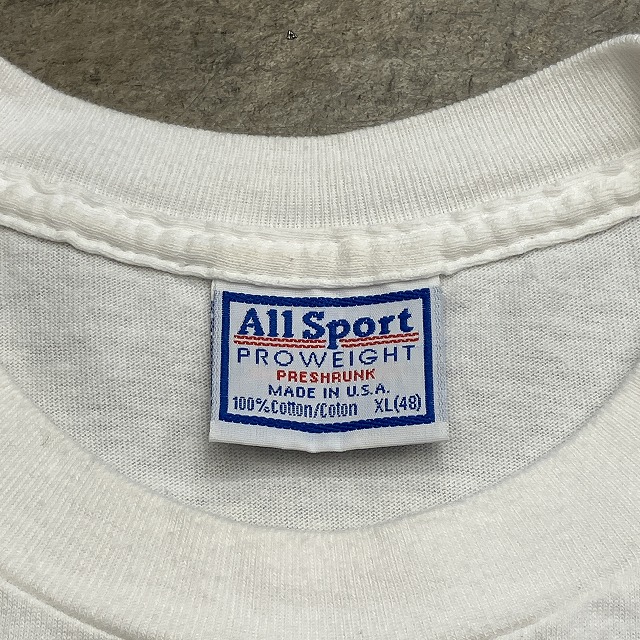 All Sport
PROWEIGHT
PRESHRUNK
MADE IN U.S.A.
100% Cotton/Coton XL(48)